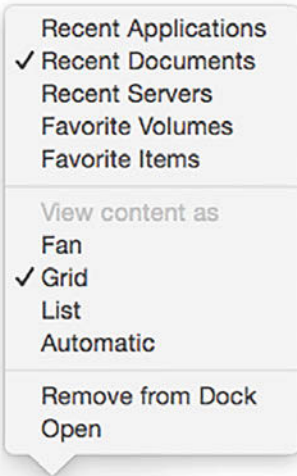 Recent Applications
✓ Recent Documents
Recent Servers
Favorite Volumes
Favorite Items
View content as
Fan
✓ Grid
List
Automatic
Remove from Dock
Open